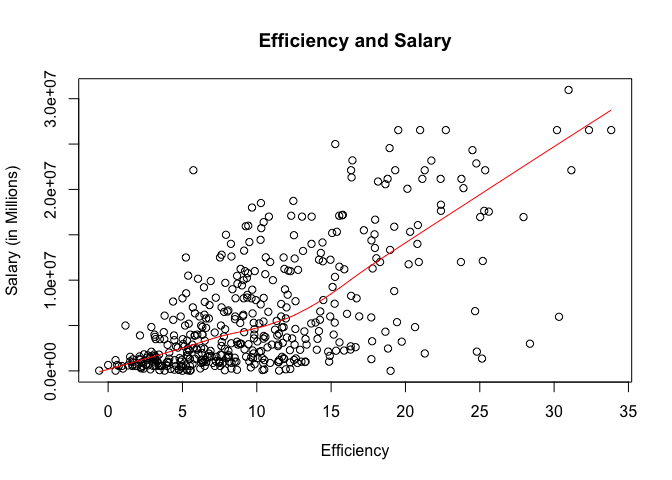 Efficiency and Salary
Salary (in Millions)
3.0e+07
2.0e+07
1.0e+07
0.0e+00
0 5 10 15 20 25 30 35
Efficiency